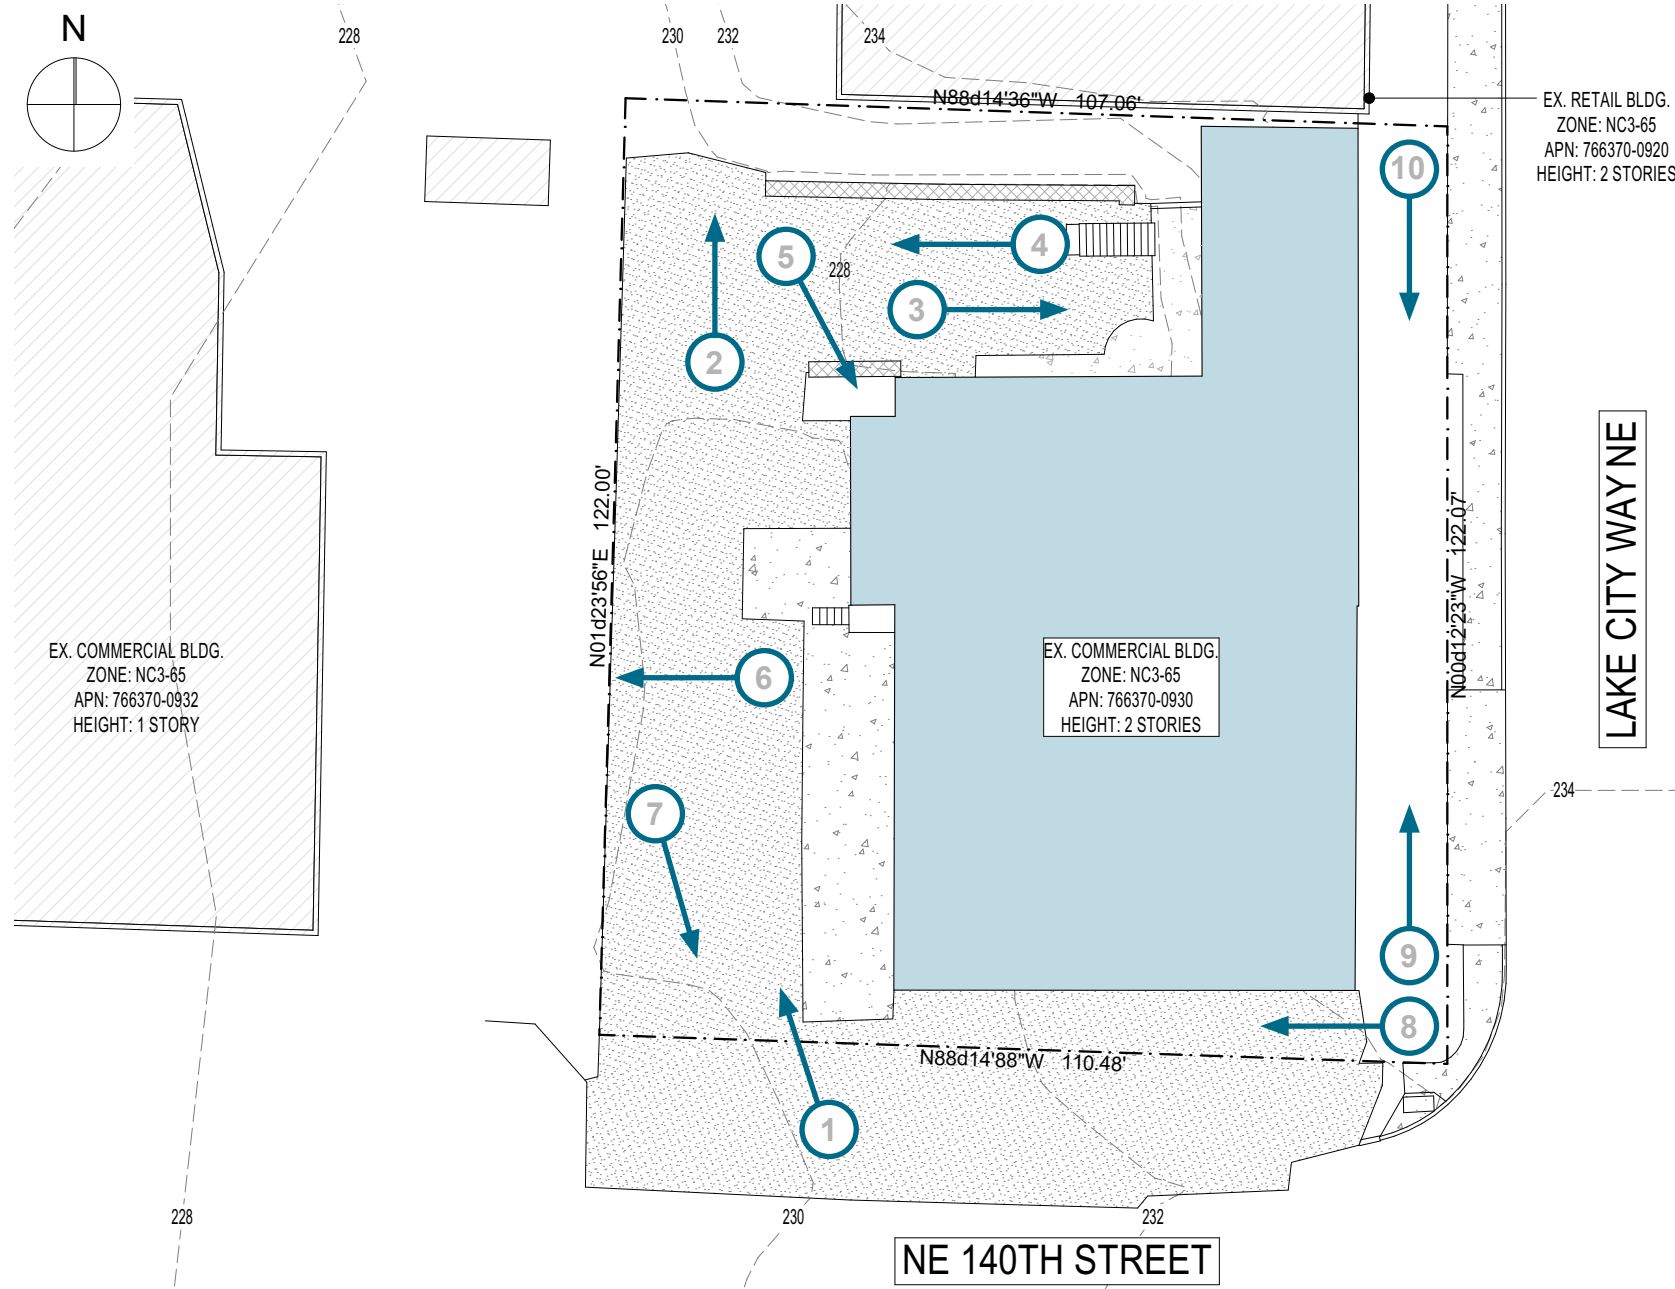 N
228
230
232
234
N88d14'36"W 107.06'
EX. RETAIL BLDG.
ZONE: NC3-65
APN: 766370-0920
HEIGHT: 2 STORIES
10
4
5
228
3
2
N01d23'56"E 122.00'
LAKE CITY WAY NE
N00d12'23"W 122.07'
EX. COMMERCIAL BLDG.
ZONE: NC3-65
APN: 766370-0932
HEIGHT: 1 STORY
EX. COMMERCIAL BLDG.
ZONE: NC3-65
APN: 766370-0930
HEIGHT: 2 STORIES
6
7
234
9
8
N88d14'88"W 110.48'
1
228
230
232
NE 140TH STREET